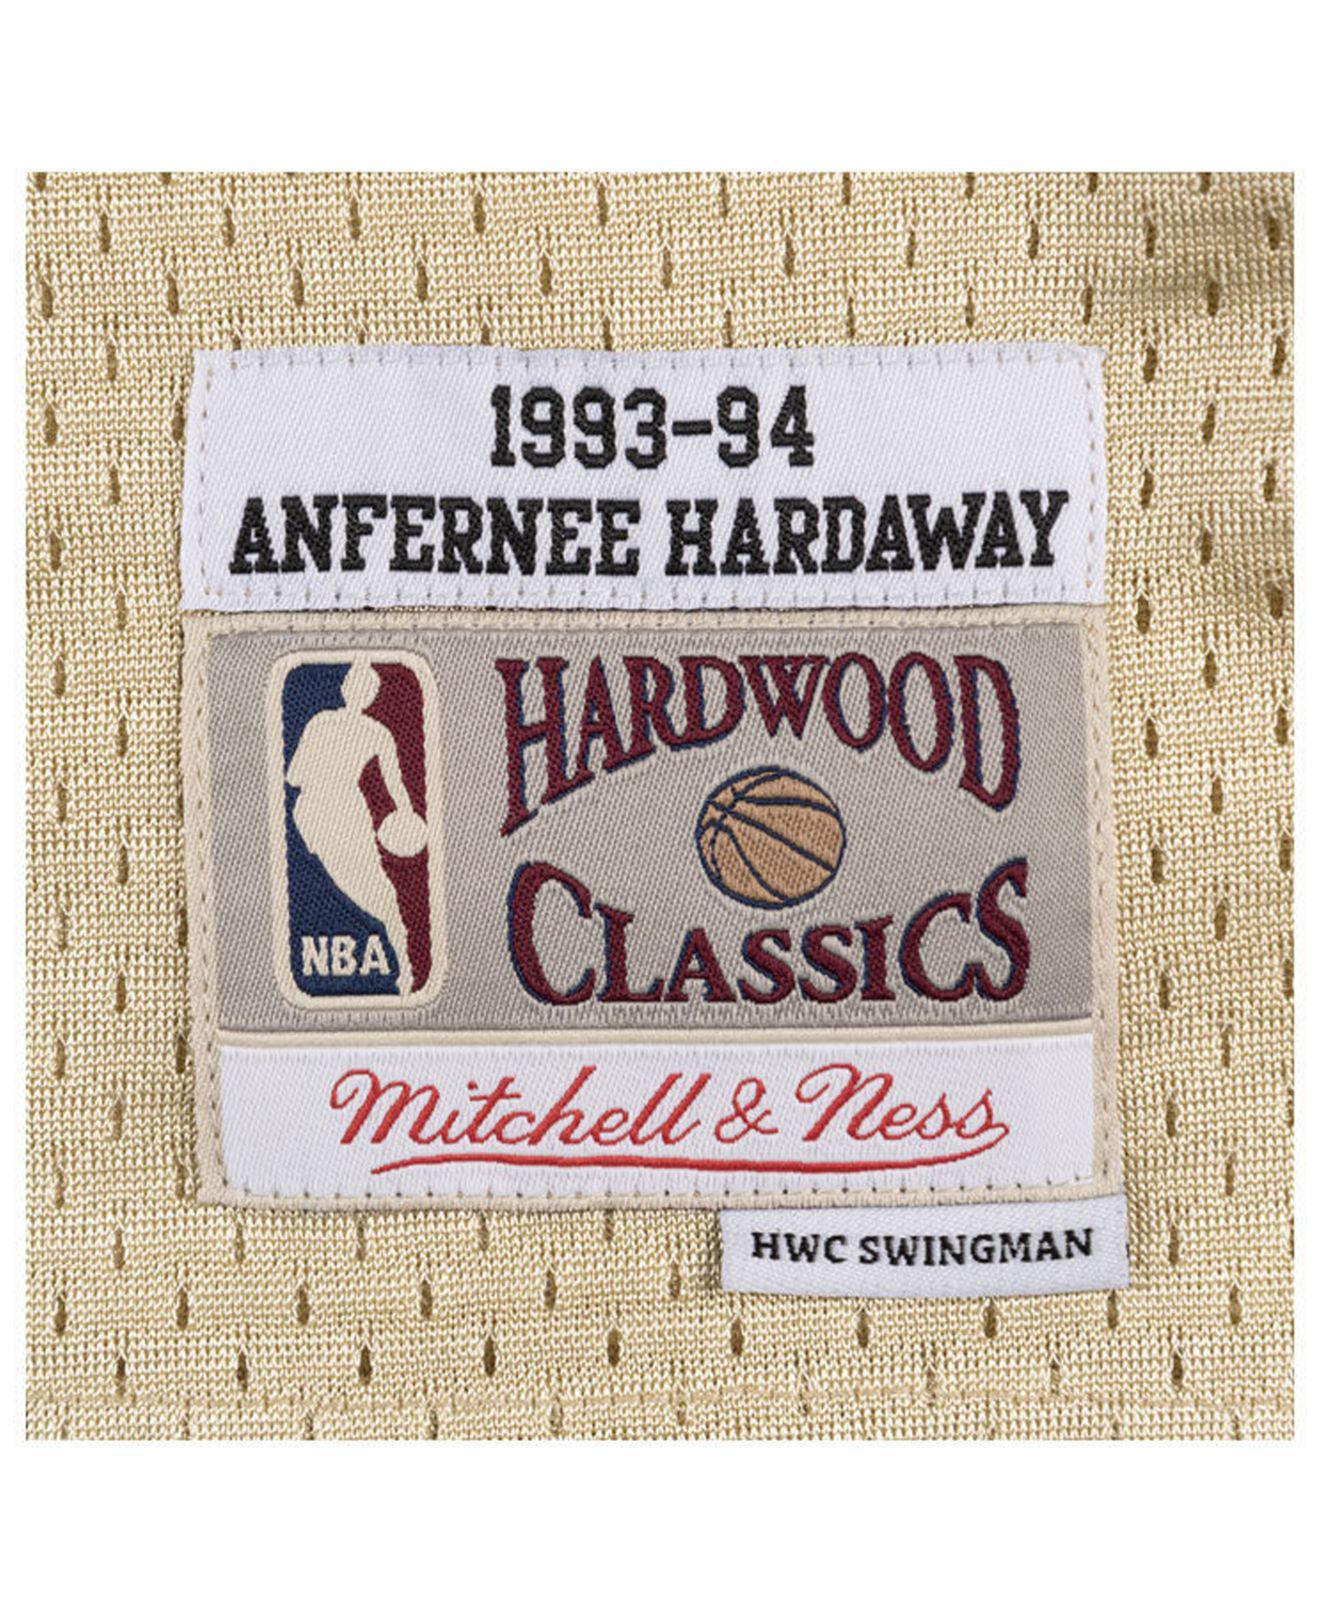 1993-94
ANFERNEE HARDAWAY
HARDWOOD
CLASSICS
NBA
Mitchell & Ness
HWC SWINGMAN